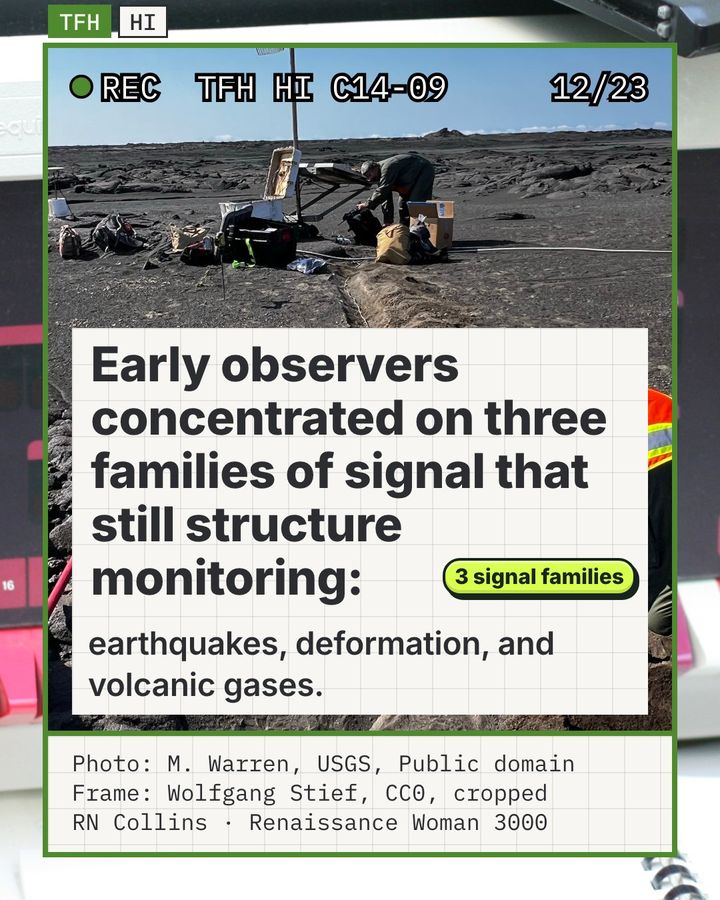 TFH HI
REC TFH HI C14-09 12/23
Early observers
concentrated on three
families of signal that
still structure
monitoring:
3 signal families
earthquakes, deformation, and
volcanic gases.
16
Photo: M. Warren, USGS, Public domain
Frame: Wolfgang Stief, CC0, cropped
RN Collins · Renaissance Woman 3000